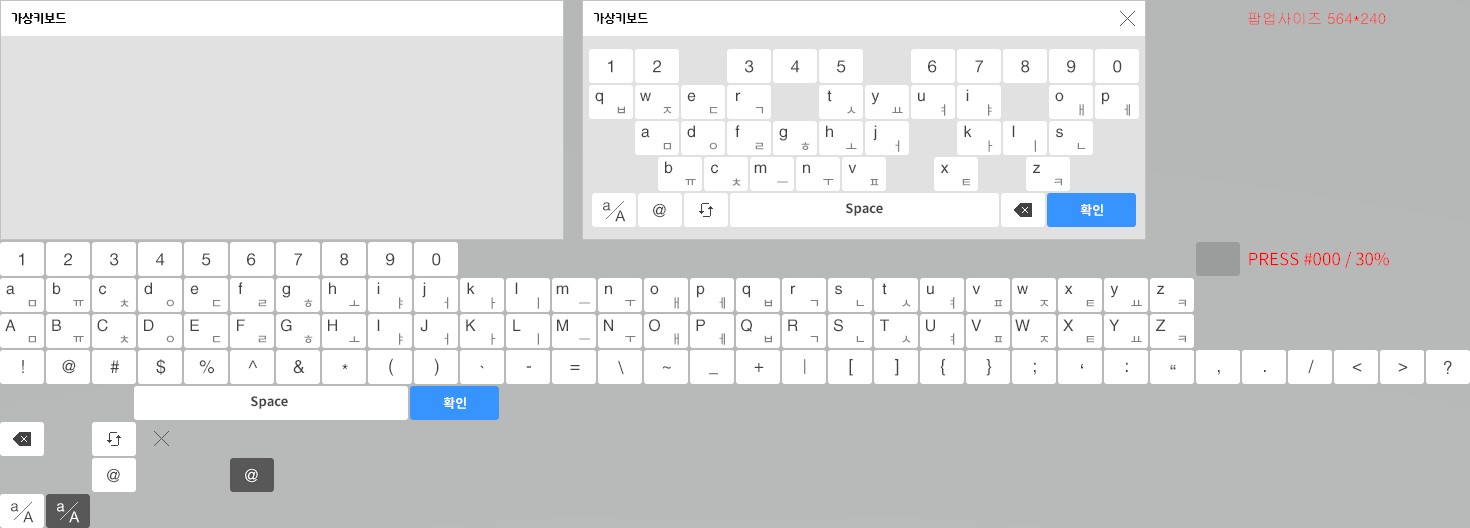 가상키보드
가상키보드
팝업사이즈 564*240
1 2 3 4 5 6 7 8 9 0
q ㅂ w ㅈ e ㄷ r ㄱ t ㅅ y ㅛ u ㅕ i ㅑ o ㅐ p ㅔ
a ㅁ d ㅇ f ㄹ g ㅎ h ㅗ j ㅓ k ㅏ l ㅣ s ㄴ
b ㅠ c ㅊ m ㅡ n ㅜ v ㅍ x ㅌ z ㅋ
a/A @ Space 확인
1 2 3 4 5 6 7 8 9 0
PRESS #000 / 30%
a ㅁ b ㅠ c ㅊ d ㅇ e ㄷ f ㄹ g ㅎ h ㅗ i ㅑ j ㅓ k ㅏ l ㅣ m ㅡ n ㅜ o ㅐ p ㅔ q ㅂ r ㄱ s ㄴ t ㅅ u ㅕ v ㅍ w ㅈ x ㅌ y ㅛ z ㅋ
A ㅁ B ㅠ C ㅊ D ㅇ E ㄷ F ㄹ G ㅎ H ㅗ I ㅑ J ㅓ K ㅏ L ㅣ M ㅡ N ㅜ O ㅐ P ㅔ Q ㅂ R ㄱ S ㄴ T ㅅ U ㅕ V ㅍ W ㅈ X ㅌ Y ㅛ Z ㅋ
! @ # $ % ^ & * ( ) ` - = \ ~ _ + | [ ] { } ; ‘ : “ , . / < > ?
Space 확인
@ @
a/A a/A